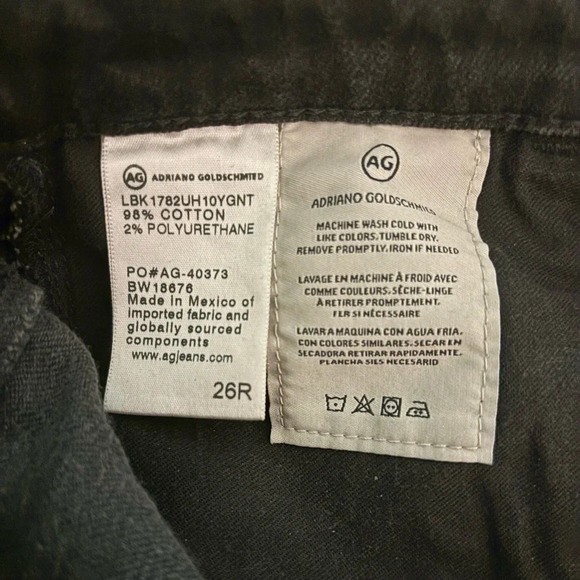 AG ADRIANO GOLDSCHMIED
LBK1782UH10YGNT
98% COTTON
2% POLYURETHANE
PO#AG-40373
BW18676
Made in Mexico of
imported fabric and
globally sourced
components
www.agjeans.com
26R
AG
ADRIANO GOLDSCHMIED
MACHINE WASH COLD WITH
LIKE COLORS. TUMBLE DRY.
REMOVE PROMPTLY. IRON IF NEEDED
LAVAGE EN MACHINE À FROID AVEC
COMME COULEURS. SÈCHE-LINGE
À RETIRER PROMPTEMENT.
FER SI NÉCESSAIRE
LAVAR A MAQUINA CON AGUA FRIA.
CON COLORES SIMILARES. SECAR EN
SECADORA RETIRAR RAPIDAMENTE.
PLANCHA SIES NECESARIO